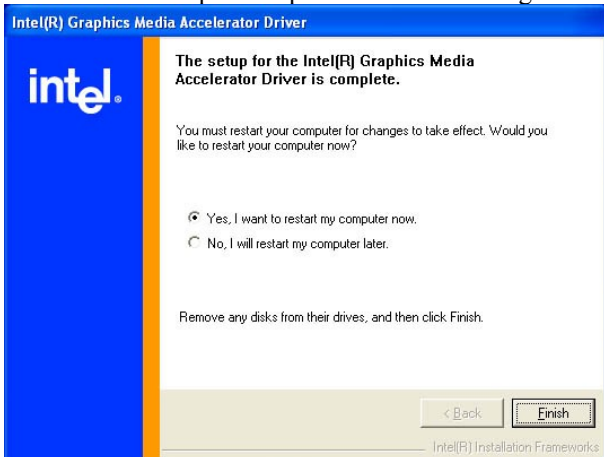 Intel(R) Graphics Media Accelerator Driver
intel®
The setup for the Intel(R) Graphics Media
Accelerator Driver is complete.
You must restart your computer for changes to take effect. Would you
like to restart your computer now?
Yes, I want to restart my computer now.
No, I will restart my computer later.
Remove any disks from their drives, and then click Finish.
< Back
Finish
Intel(R) Installation Frameworks